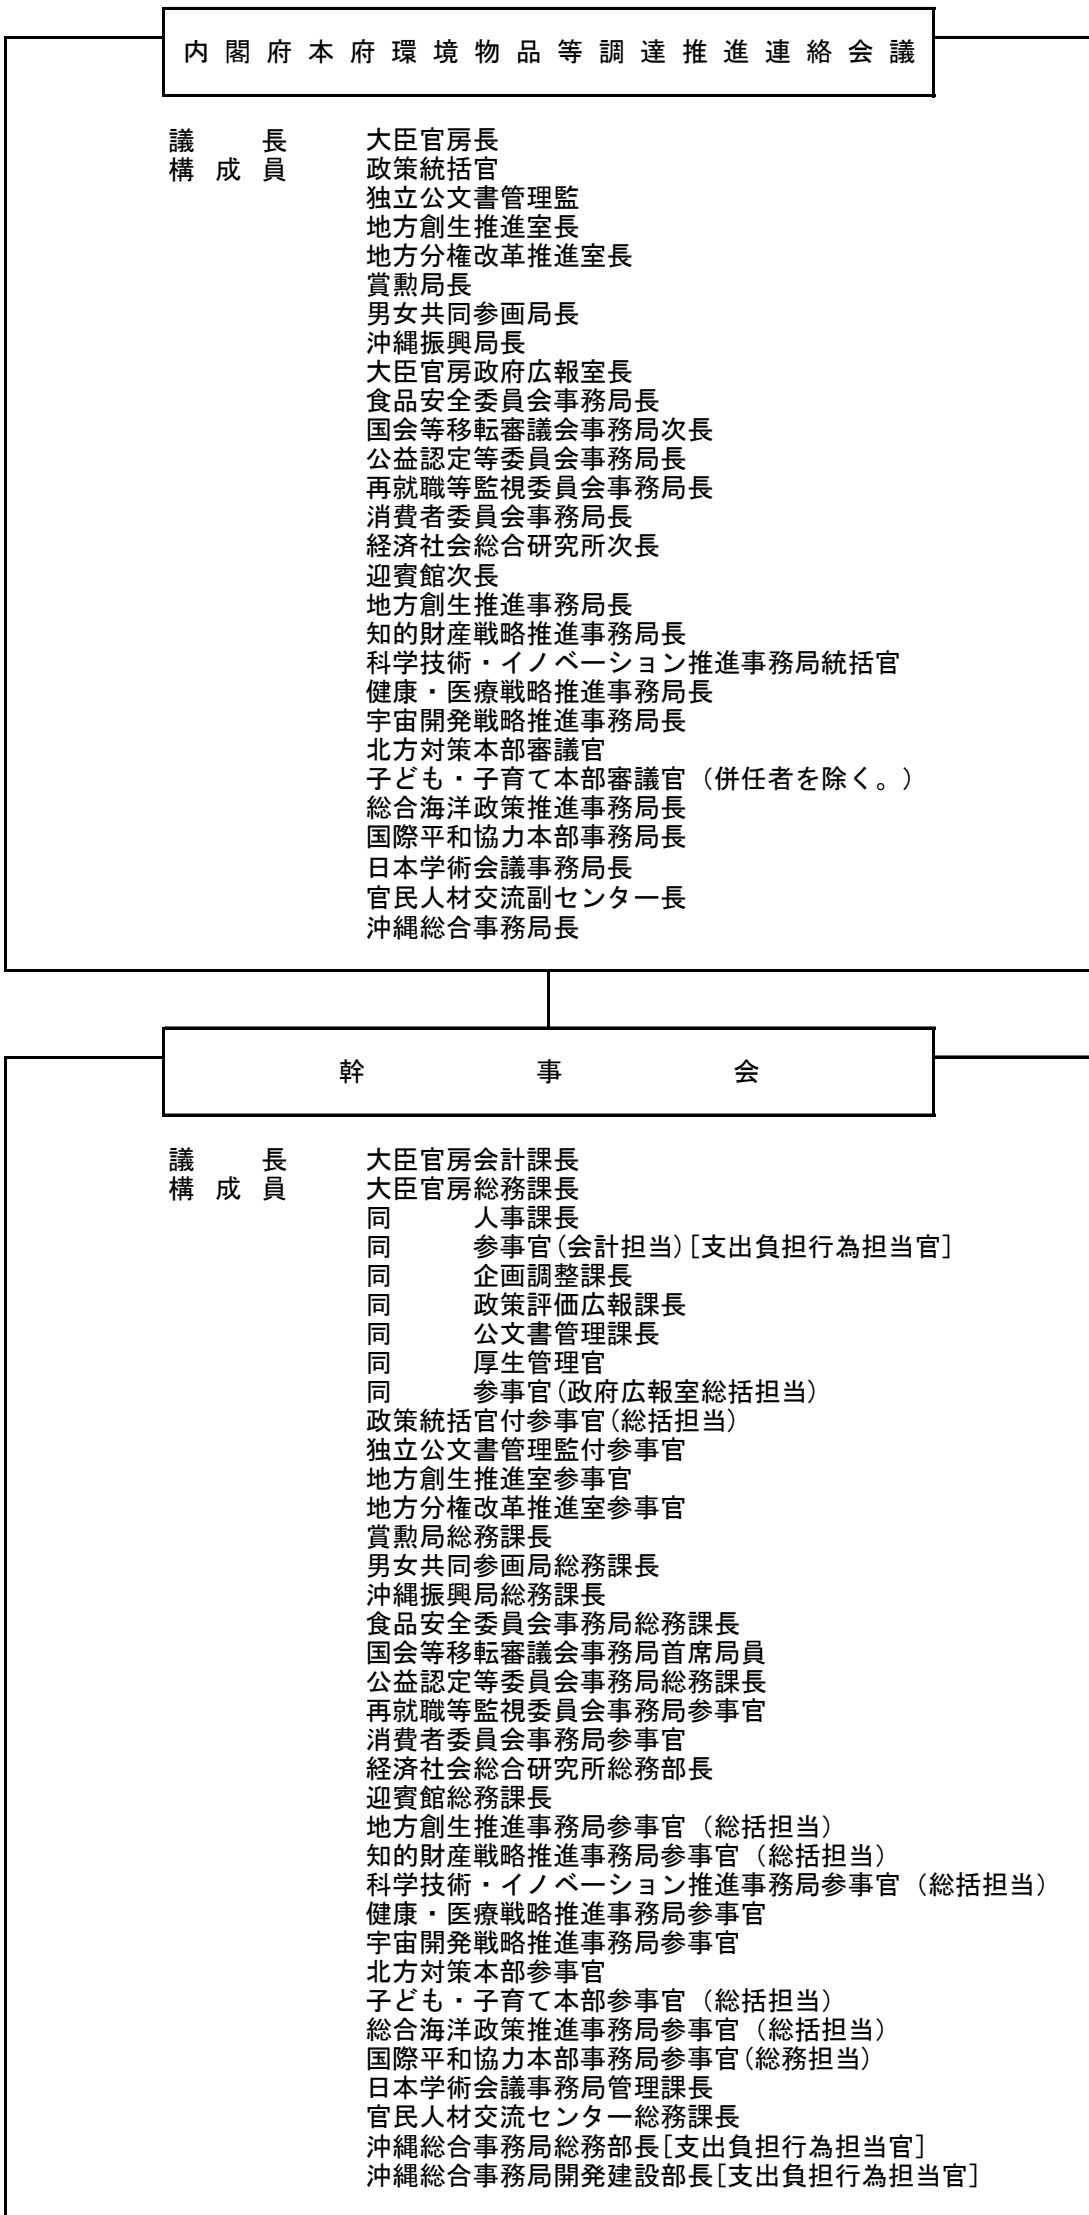 内閣府本府環境物品等調達推進連絡会議
議長 大臣官房長
構成員 政策統括官
独立公文書管理監
地方創生推進室長
地方分権改革推進室長
賞勲局長
男女共同参画局長
沖縄振興局長
大臣官房政府広報室長
食品安全委員会事務局長
国会等移転審議会事務局次長
公益認定等委員会事務局長
再就職等監視委員会事務局長
消費者委員会事務局長
経済社会総合研究所次長
迎賓館次長
地方創生推進事務局長
知的財産戦略推進事務局長
科学技術・イノベーション推進事務局統括官
健康・医療戦略推進事務局長
宇宙開発戦略推進事務局長
北方対策本部審議官
子ども・子育て本部審議官（併任者を除く。）
総合海洋政策推進事務局長
国際平和協力本部事務局長
日本学術会議事務局長
官民人材交流副センター長
沖縄総合事務局長
幹事会
議長 大臣官房会計課長
構成員 大臣官房総務課長
同 人事課長
同 参事官(会計担当)[支出負担行為担当官]
同 企画調整課長
同 政策評価広報課長
同 公文書管理課長
同 厚生管理官
同 参事官(政府広報室総括担当)
政策統括官付参事官(総括担当)
独立公文書管理監付参事官
地方創生推進室参事官
地方分権改革推進室参事官
賞勲局総務課長
男女共同参画局総務課長
沖縄振興局総務課長
食品安全委員会事務局総務課長
国会等移転審議会事務局首席局員
公益認定等委員会事務局総務課長
再就職等監視委員会事務局参事官
消費者委員会事務局参事官
経済社会総合研究所総務部長
迎賓館総務課長
地方創生推進事務局参事官（総括担当）
知的財産戦略推進事務局参事官（総括担当）
科学技術・イノベーション推進事務局参事官（総括担当）
健康・医療戦略推進事務局参事官
宇宙開発戦略推進事務局参事官
北方対策本部参事官
子ども・子育て本部参事官（総括担当）
総合海洋政策推進事務局参事官（総括担当）
国際平和協力本部事務局参事官(総務担当)
日本学術会議事務局管理課長
官民人材交流センター総務課長
沖縄総合事務局総務部長[支出負担行為担当官]
沖縄総合事務局開発建設部長[支出負担行為担当官]